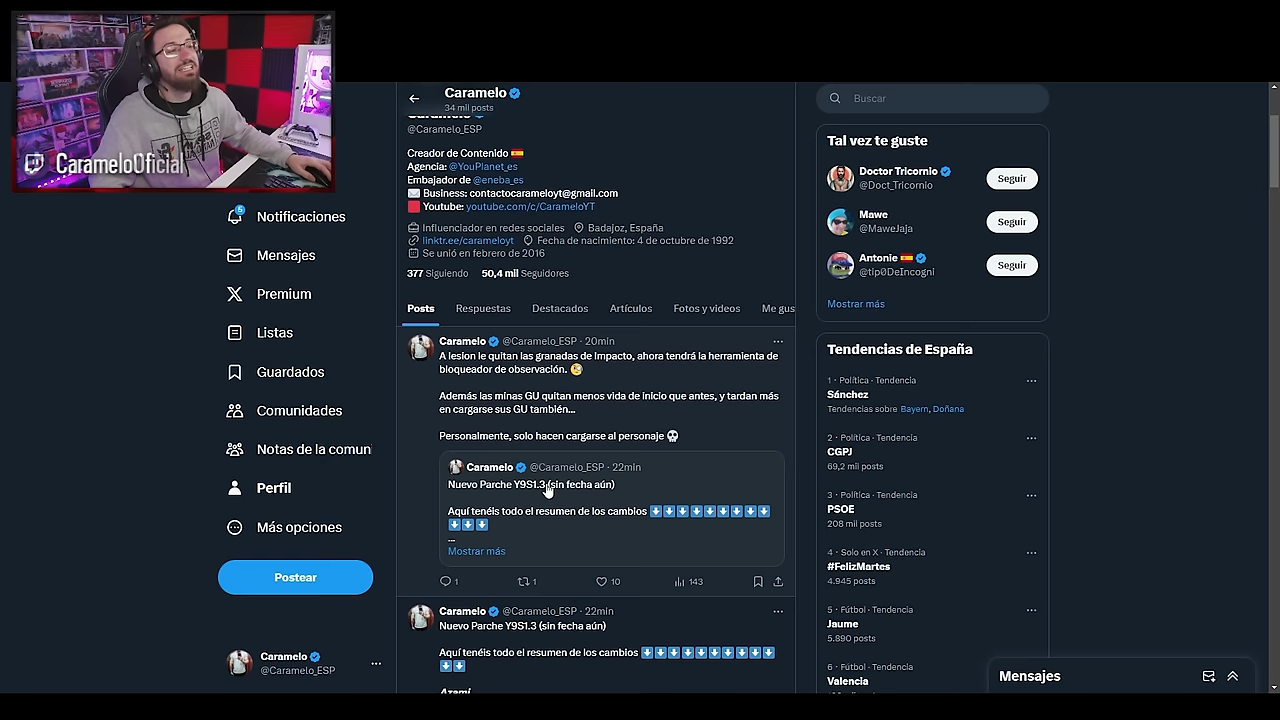 CarameloOficial
Notificaciones
5
Mensajes
Premium
Listas
Guardados
Comunidades
Notas de la comuni
Perfil
Más opciones
Postear
Caramelo
@Caramelo_ESP
Caramelo
34 mil posts
Caramelo
@Caramelo_ESP
Creador de Contenido
Agencia: @YouPlanet_es
Embajador de @eneba_es
Business: contactocarameloyt@gmail.com
Youtube: youtube.com/c/CarameloYT
Influenciador en redes sociales Badajoz, España
linktr.ee/carameloyt Fecha de nacimiento: 4 de octubre de 1992
Se unió en febrero de 2016
377 Siguiendo 50,4 mil Seguidores
Posts Respuestas Destacados Artículos Fotos y videos Me gus
Caramelo @Caramelo_ESP · 20min
A lesion le quitan las granadas de Impacto, ahora tendrá la herramienta de
bloqueador de observación.
Además las minas GU quitan menos vida de inicio que antes, y tardan más
en cargarse sus GU también...
Personalmente, solo hacen cargarse al personaje
Caramelo @Caramelo_ESP · 22min
Nuevo Parche Y9S1.3 (sin fecha aún)
Aquí tenéis todo el resumen de los cambios
...
Mostrar más
1 1 10 143
Caramelo @Caramelo_ESP · 22min
Nuevo Parche Y9S1.3 (sin fecha aún)
Aquí tenéis todo el resumen de los cambios
Azami
Buscar
Tal vez te guste
Doctor Tricornio
@Doct_Tricornio
Seguir
Mawe
@MaweJaja
Seguir
Antonie
@tip0DeIncognI
Seguir
Mostrar más
Tendencias de España
1 · Política · Tendencia
Sánchez
Tendencias sobre Bayern, Doñana
2 · Política · Tendencia
CGPJ
69,2 mil posts
3 · Política · Tendencia
PSOE
208 mil posts
4 · Solo en X · Tendencia
#FelizMartes
4.945 posts
5 · Fútbol · Tendencia
Jaume
5.890 posts
6 · Fútbol · Tendencia
Valencia
Mensajes